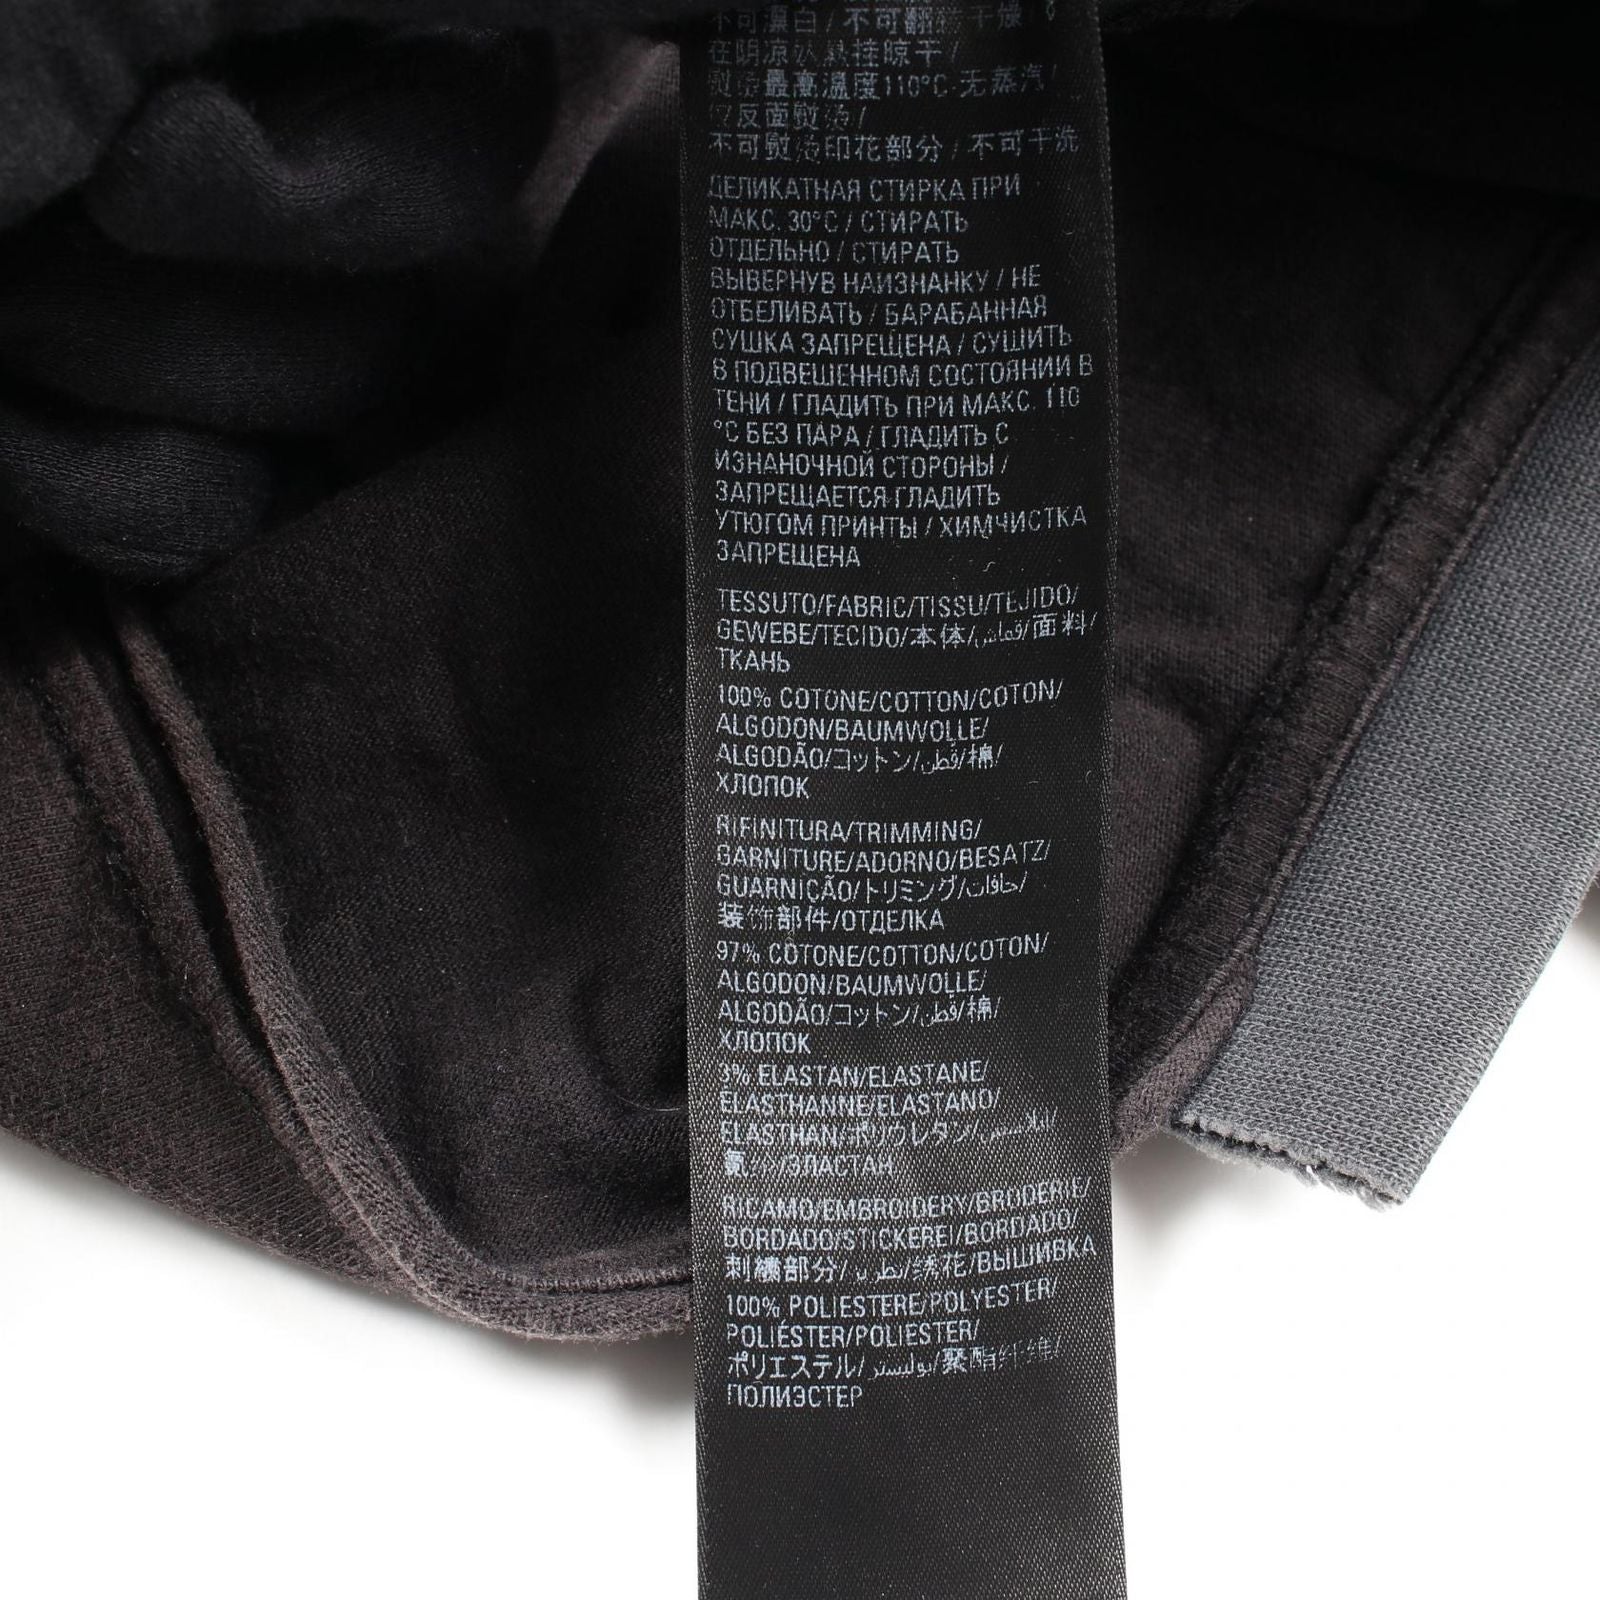 不可漂白 / 不可翻转干燥 /
在阴凉处悬挂晾干 /
熨烫最高温度110°C-无蒸汽 /
反面熨烫 /
不可熨烫印花部分 / 不可干洗
ДЕЛИКАТНАЯ СТИРКА ПРИ
МАКС. 30°C / СТИРАТЬ
ОТДЕЛЬНО / СТИРАТЬ
ВЫВЕРНУВ НАИЗНАНКУ / НЕ
ОТБЕЛИВАТЬ / БАРАБАННАЯ
СУШКА ЗАПРЕЩЕНА / СУШИТЬ
В ПОДВЕШЕННОМ СОСТОЯНИИ В
ТЕНИ / ГЛАДИТЬ ПРИ МАКС. 110
°C БЕЗ ПАРА / ГЛАДИТЬ С
ИЗНАНОЧНОЙ СТОРОНЫ /
ЗАПРЕЩАЕТСЯ ГЛАДИТЬ
УТЮГОМ ПРИНТЫ / ХИМЧИСТКА
ЗАПРЕЩЕНА
TESSUTO/FABRIC/TISSU/TEJIDO/
GEWEBE/TECIDO/本体/قماش/面料/
ТКАНЬ
100% COTONE/COTTON/COTON/
ALGODON/BAUMWOLLE/
ALGODÃO/コットン/قطن/棉/
ХЛОПОК
RIFINITURA/TRIMMING/
GARNITURE/ADORNO/BESATZ/
GUARNIÇÃO/トリミング/حافات/
装饰部件/ОТДЕЛКА
97% COTONE/COTTON/COTON/
ALGODON/BAUMWOLLE/
ALGODÃO/コットン/قطن/棉/
ХЛОПОК
3% ELASTAN/ELASTANE/
ELASTHANNE/ELASTANO/
ELASTHAN/ポリウレタン/
氨纶/ЭЛАСТАН
RICAMO/EMBROIDERY/BRODERIE/
BORDADO/STICKEREI/BORDADO/
刺繍部分/تطريز/绣花/ВЫШИВКА
100% POLIESTERE/POLYESTER/
POLIÉSTER/POLIESTER/
ポリエステル/بوليستر/聚酯纤维/
ПОЛИЭСТЕР